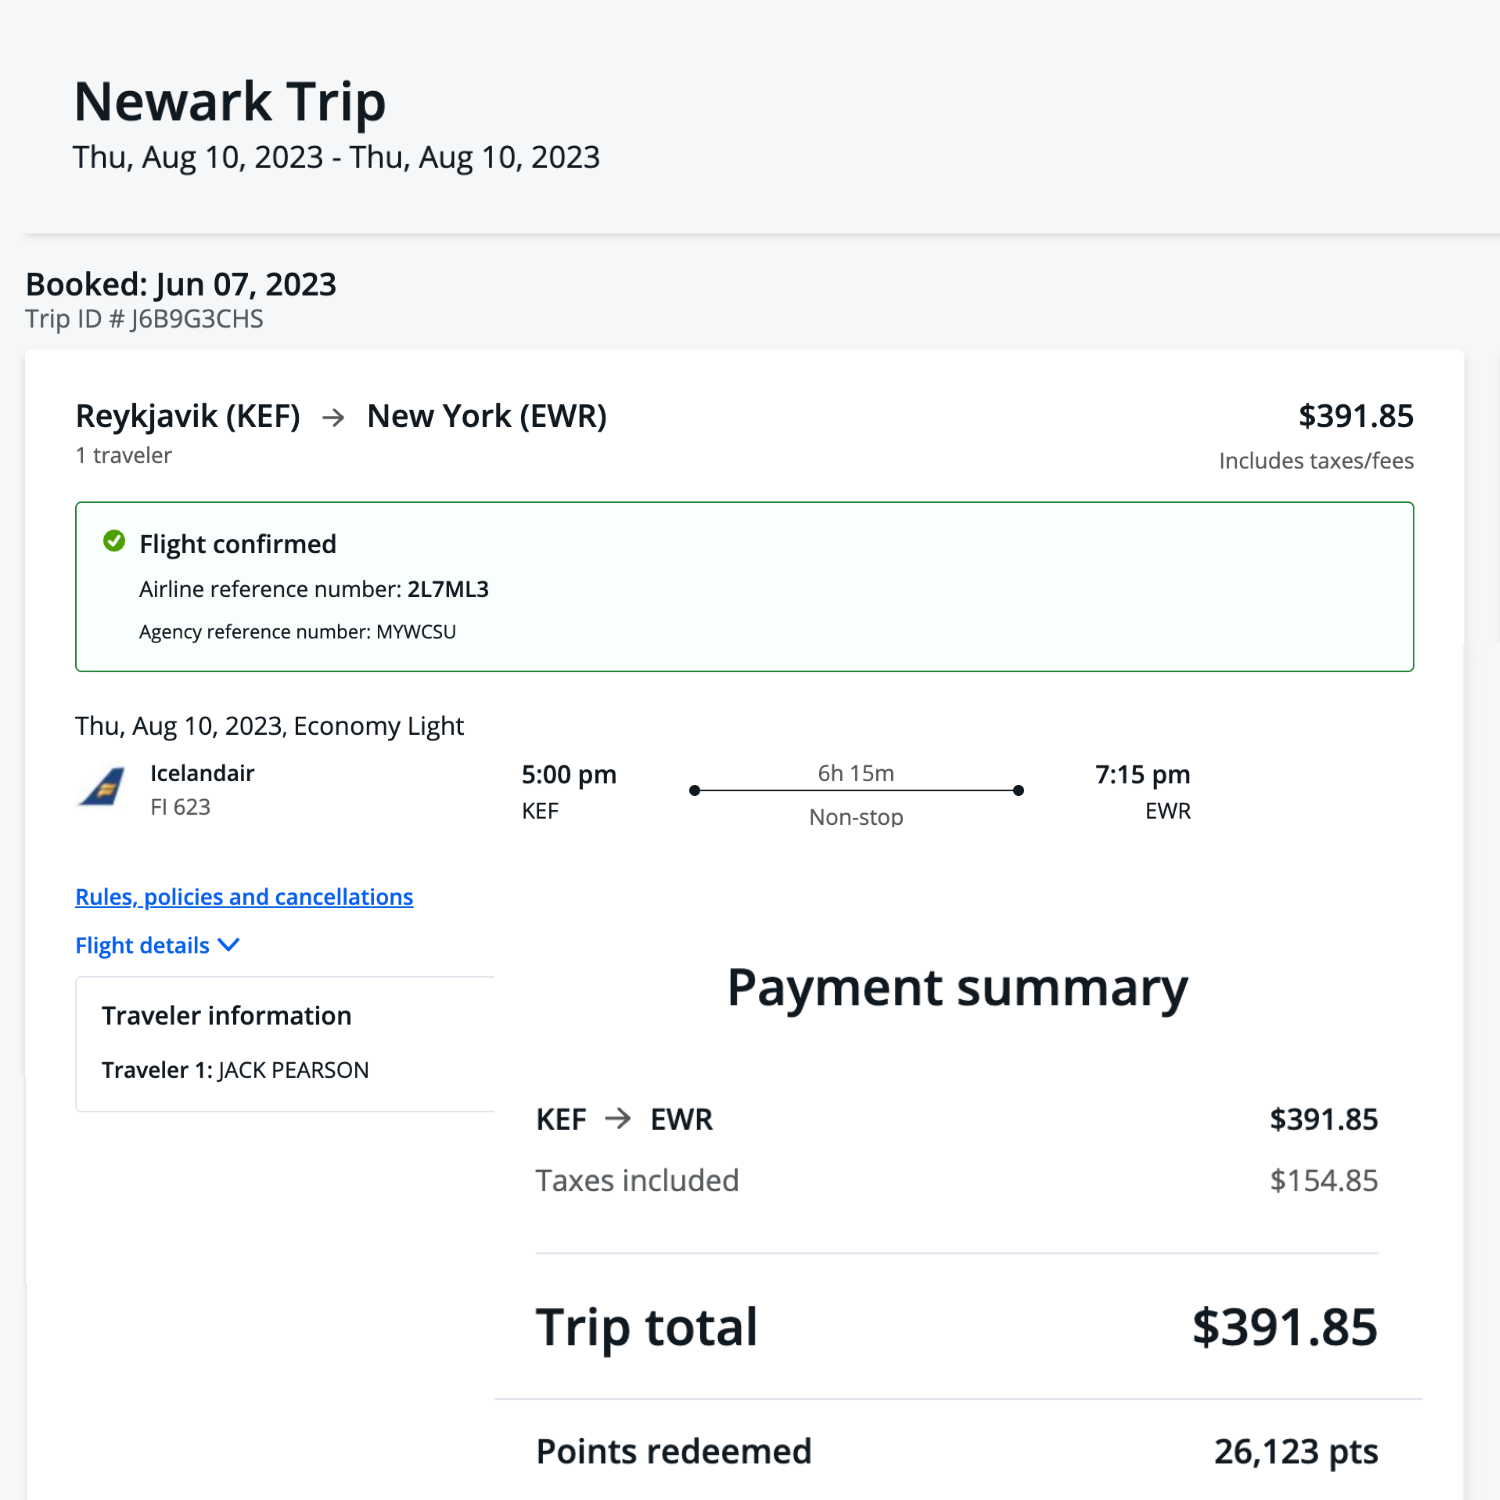 Newark Trip
Thu, Aug 10, 2023 - Thu, Aug 10, 2023
Booked: Jun 07, 2023
Trip ID # J6B9G3CHS
Reykjavik (KEF) → New York (EWR) $391.85
1 traveler Includes taxes/fees
Flight confirmed
Airline reference number: 2L7ML3
Agency reference number: MYWCSU
Thu, Aug 10, 2023, Economy Light
Icelandair 5:00 pm 6h 15m 7:15 pm
FI 623 KEF Non-stop EWR
Rules, policies and cancellations
Flight details
Traveler information
Traveler 1: JACK PEARSON
Payment summary
KEF → EWR $391.85
Taxes included $154.85
Trip total $391.85
Points redeemed 26,123 pts